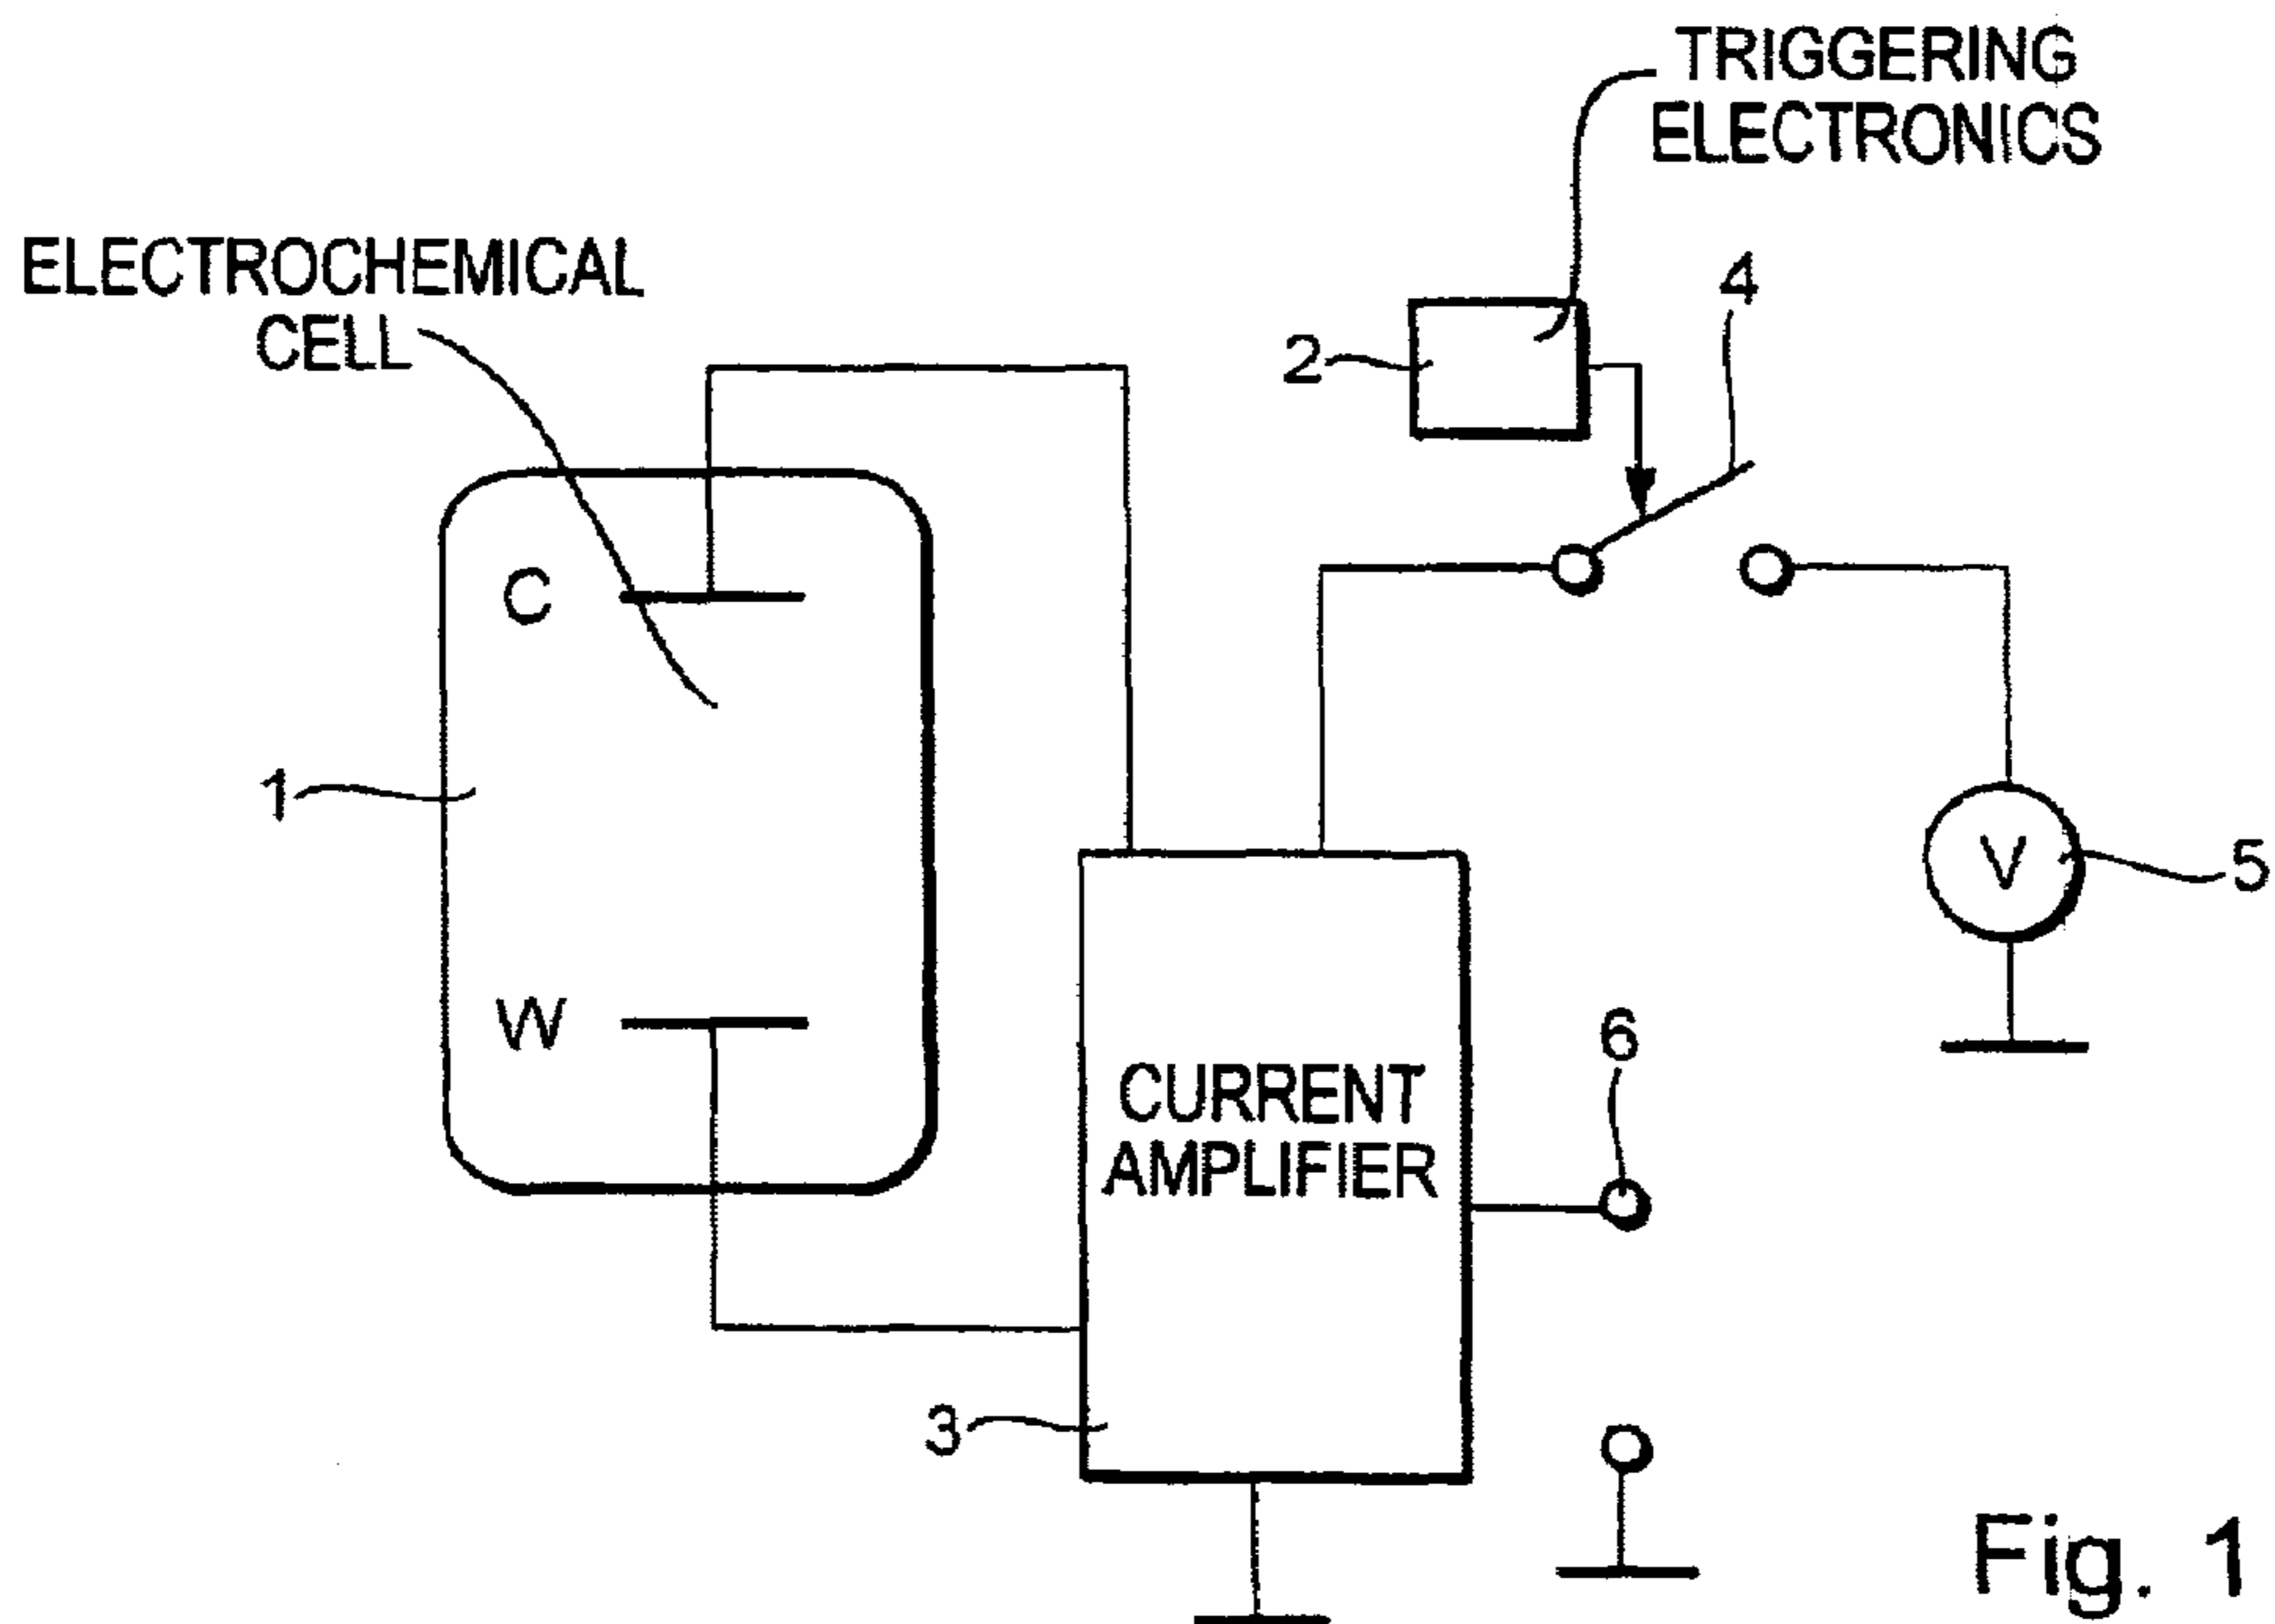 TRIGGERING
ELECTRONICS
ELECTROCHEMICAL
CELL
4
2
C
1
V
5
W
6
CURRENT
AMPLIFIER
3
Fig. 1